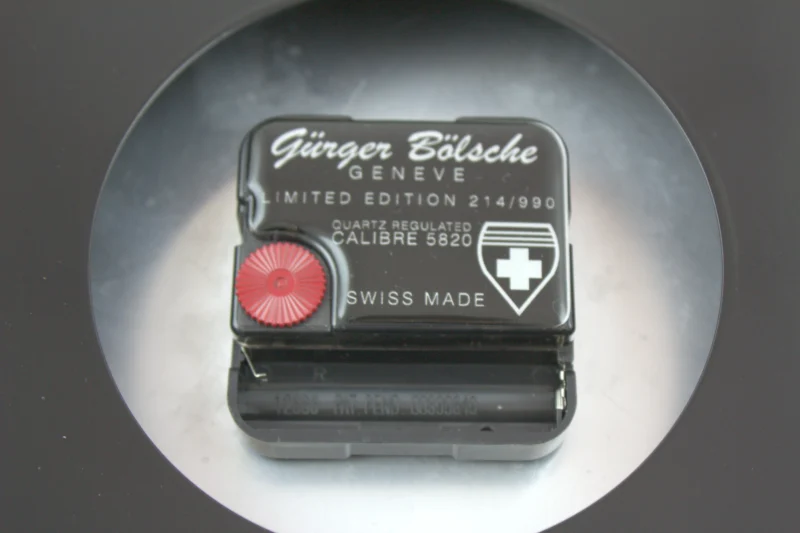 Gürger Bölsche
GENEVE
LIMITED EDITION 214/990
QUARTZ REGULATED
CALIBRE 5820
SWISS MADE
R